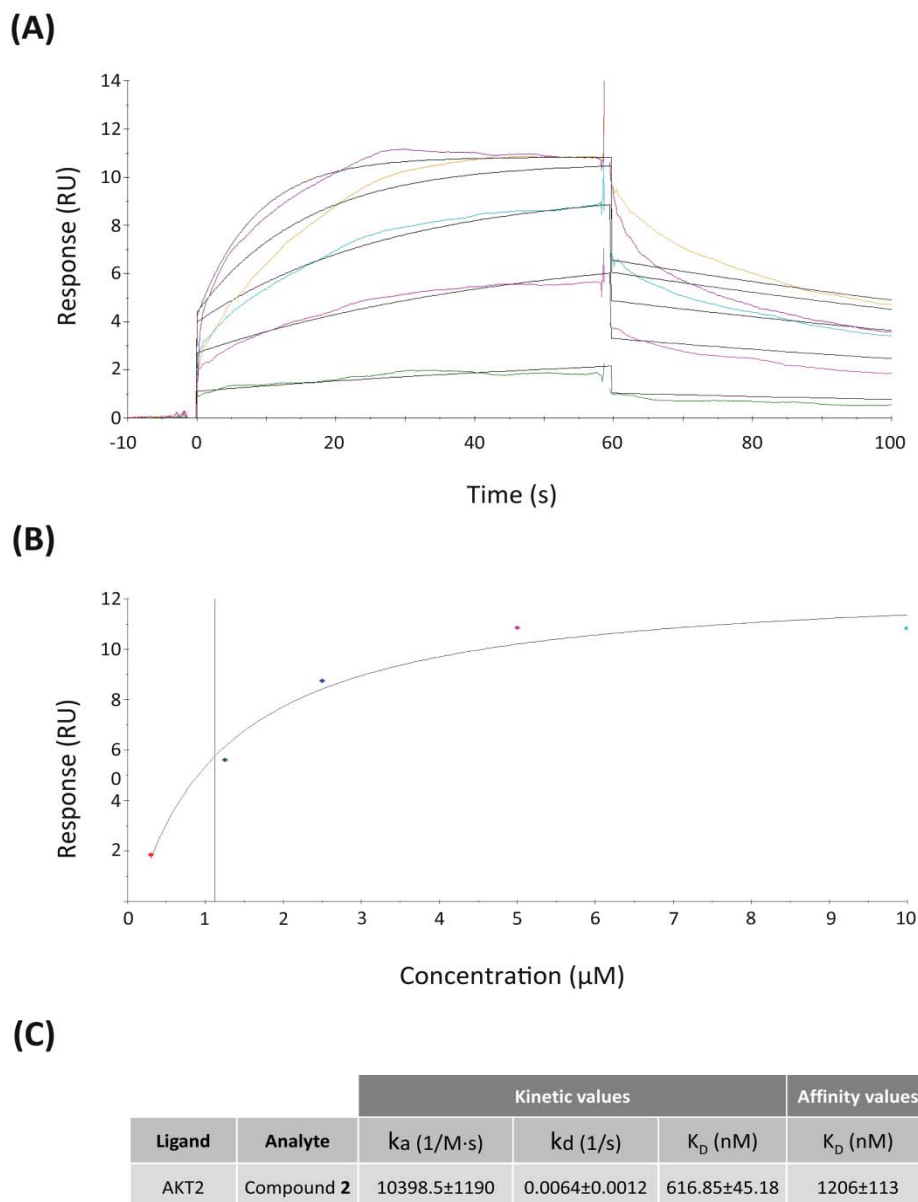 (A)
14
12
10
8
6
4
2
0
Response (RU)
-10 0 20 40 60 80 100
Time (s)
(B)
12
10
8
6
0
4
2
Response (RU)
0 1 2 3 4 5 6 7 8 9 10
Concentration (µM)
(C)
Kinetic values Affinity values
Ligand Analyte ka (1/M·s) kd (1/s) KD (nM) KD (nM)
AKT2 Compound 2 10398.5±1190 0.0064±0.0012 616.85±45.18 1206±113